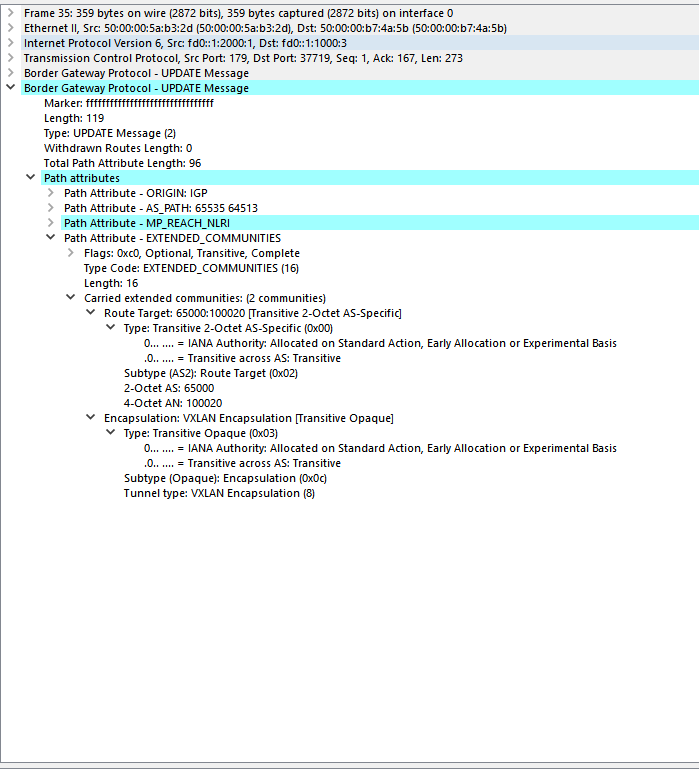 Frame 35: 359 bytes on wire (2872 bits), 359 bytes captured (2872 bits) on interface 0
Ethernet II, Src: 50:00:00:5a:b3:2d (50:00:00:5a:b3:2d), Dst: 50:00:00:b7:4a:5b (50:00:00:b7:4a:5b)
Internet Protocol Version 6, Src: fd0::1:2000:1, Dst: fd0::1:1000:3
Transmission Control Protocol, Src Port: 179, Dst Port: 37719, Seq: 1, Ack: 167, Len: 273
Border Gateway Protocol - UPDATE Message
Border Gateway Protocol - UPDATE Message
Marker: ffffffffffffffffffffffffffffffff
Length: 119
Type: UPDATE Message (2)
Withdrawn Routes Length: 0
Total Path Attribute Length: 96
Path attributes
Path Attribute - ORIGIN: IGP
Path Attribute - AS_PATH: 65535 64513
Path Attribute - MP_REACH_NLRI
Path Attribute - EXTENDED_COMMUNITIES
Flags: 0xc0, Optional, Transitive, Complete
Type Code: EXTENDED_COMMUNITIES (16)
Length: 16
Carried extended communities: (2 communities)
Route Target: 65000:100020 [Transitive 2-Octet AS-Specific]
Type: Transitive 2-Octet AS-Specific (0x00)
0... .... = IANA Authority: Allocated on Standard Action, Early Allocation or Experimental Basis
.0.. .... = Transitive across AS: Transitive
Subtype (AS2): Route Target (0x02)
2-Octet AS: 65000
4-Octet AN: 100020
Encapsulation: VXLAN Encapsulation [Transitive Opaque]
Type: Transitive Opaque (0x03)
0... .... = IANA Authority: Allocated on Standard Action, Early Allocation or Experimental Basis
.0.. .... = Transitive across AS: Transitive
Subtype (Opaque): Encapsulation (0x0c)
Tunnel type: VXLAN Encapsulation (8)